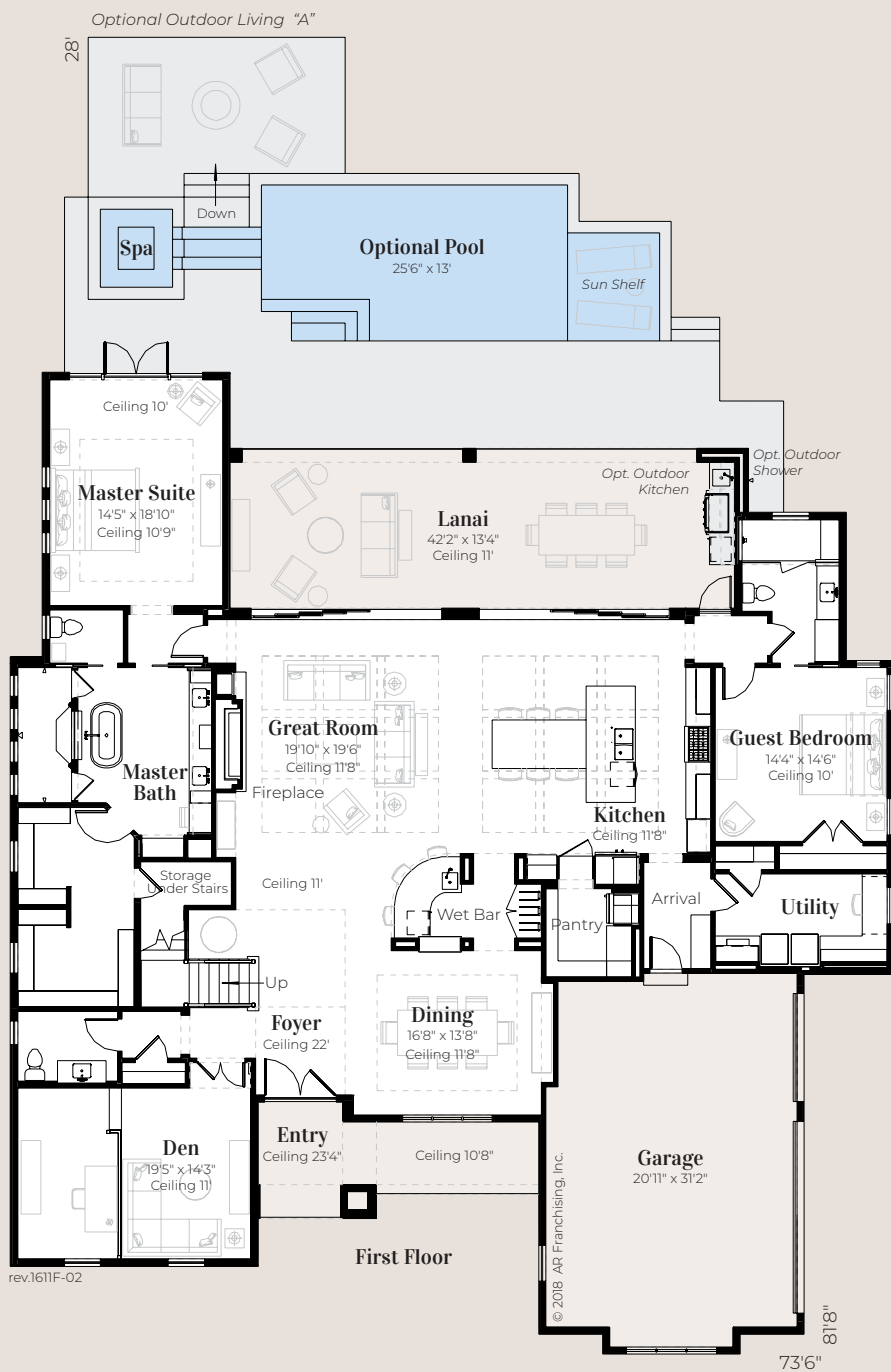 Optional Outdoor Living "A"
28'
Down
Spa
Optional Pool
25'6" x 13'
Sun Shelf
Ceiling 10'
Master Suite
14'5" x 18'10"
Ceiling 10'9"
Opt. Outdoor
Kitchen
Opt. Outdoor
Shower
Lanai
42'2" x 13'4"
Ceiling 11'
Great Room
19'10" x 19'6"
Ceiling 11'8"
Fireplace
Master
Bath
Guest Bedroom
14'4" x 14'6"
Ceiling 10'
Kitchen
Ceiling 11'8"
Storage
Under Stairs
Ceiling 11'
Wet Bar
Pantry
Arrival
Utility
Up
Foyer
Ceiling 22'
Dining
16'8" x 13'8"
Ceiling 11'8"
Entry
Ceiling 23'4"
Ceiling 10'8"
Den
19'5" x 14'3"
Ceiling 11'
Garage
20'11" x 31'2"
© 2018 AR Franchising, Inc.
First Floor
rev.1611F-02
81'8"
73'6"